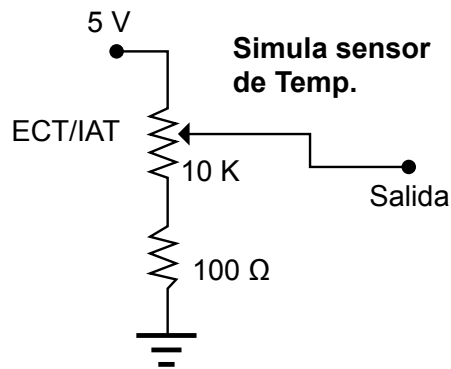 5 V
Simula sensor
de Temp.
ECT/IAT
10 K
Salida
100 Ω